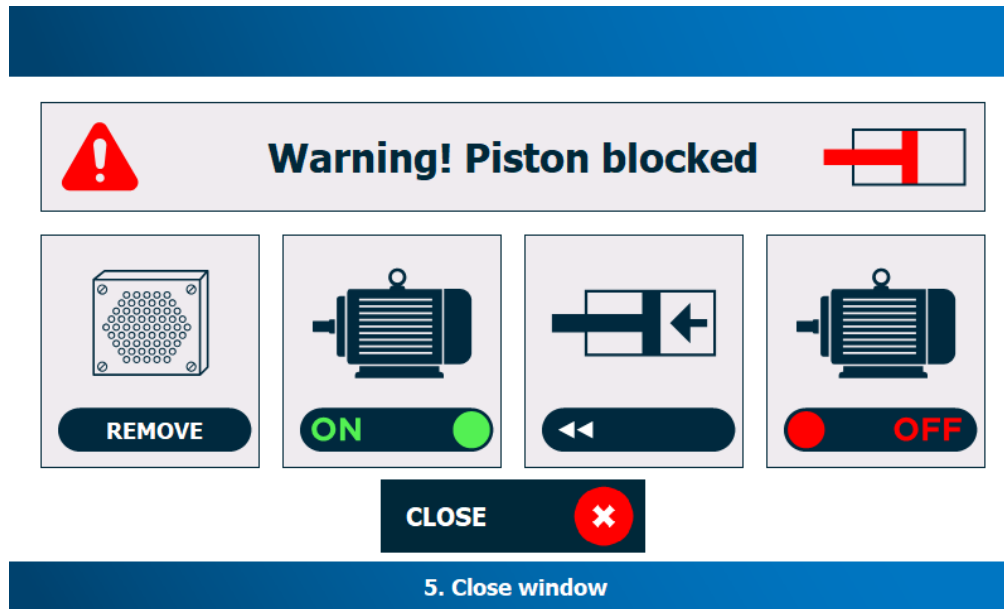 Warning! Piston blocked
REMOVE
ON
OFF
CLOSE
5. Close window